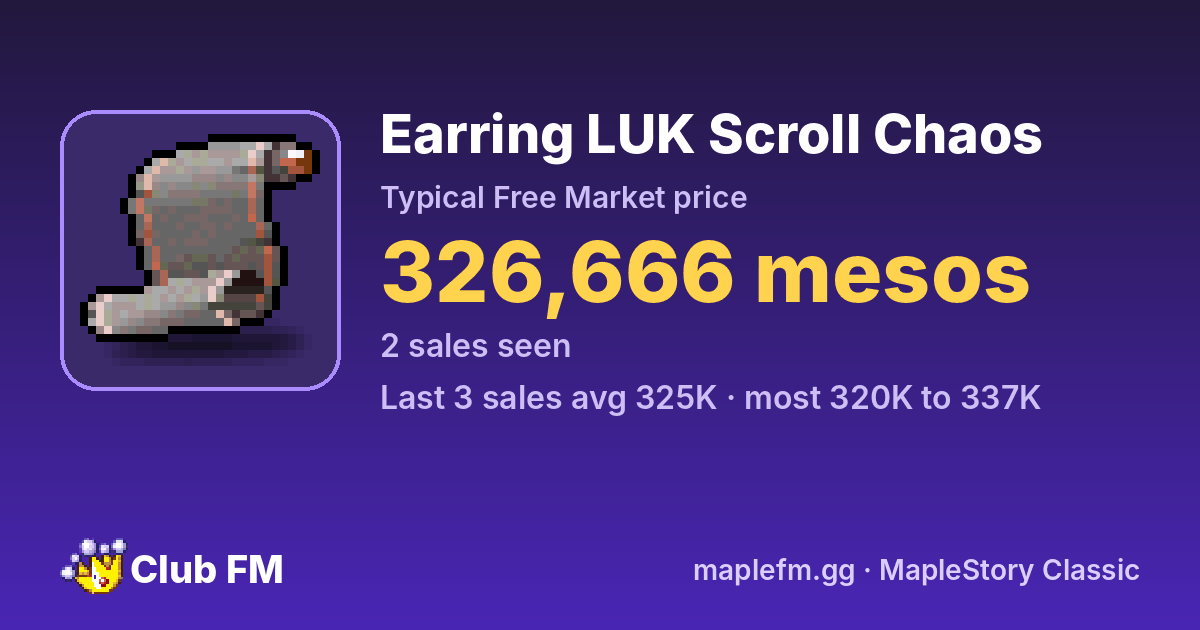 Earring LUK Scroll Chaos
Typical Free Market price
326,666 mesos
2 sales seen
Last 3 sales avg 325K · most 320K to 337K
Club FM
maplefm.gg · MapleStory Classic